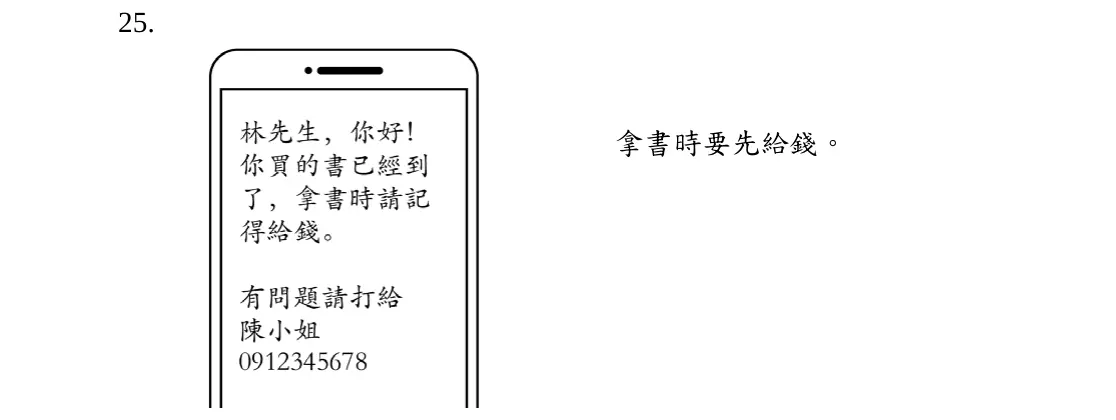 25.
林先生，你好!
你買的書已經到
了，拿書時請記
得給錢。
有問題請打給
陳小姐
0912345678
拿書時要先給錢。